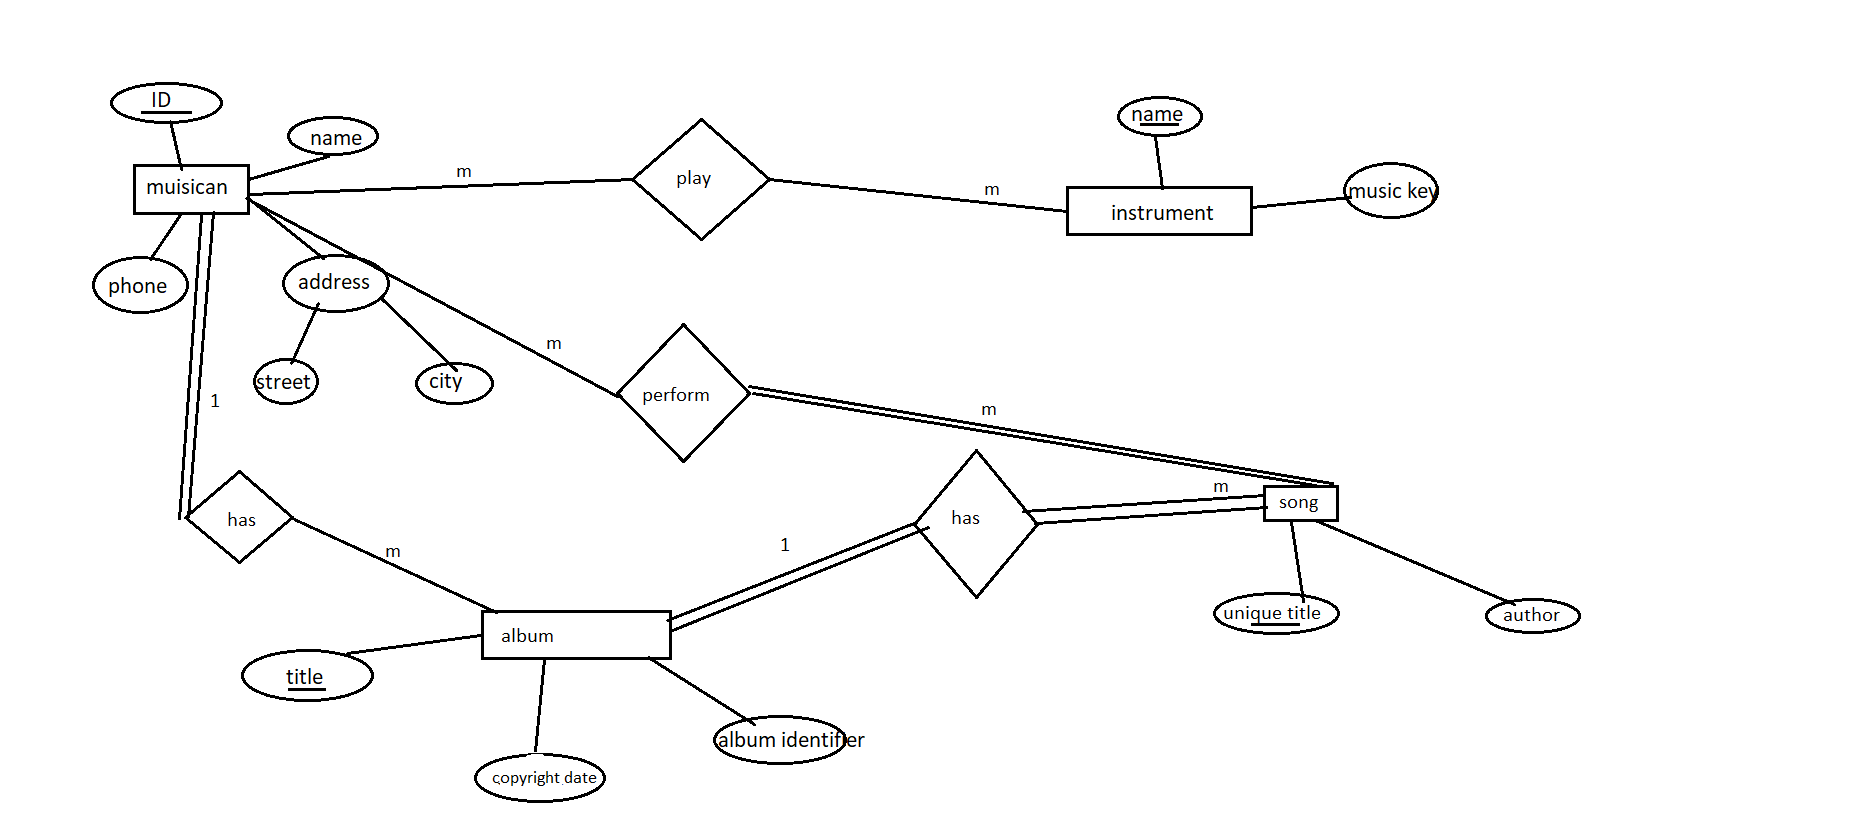 ID
name
name
muisican
m
play
m
instrument
music key
phone
address
m
street
city
1
perform
m
has
m
1
has
m
song
album
unique title
author
title
copyright date
album identifier